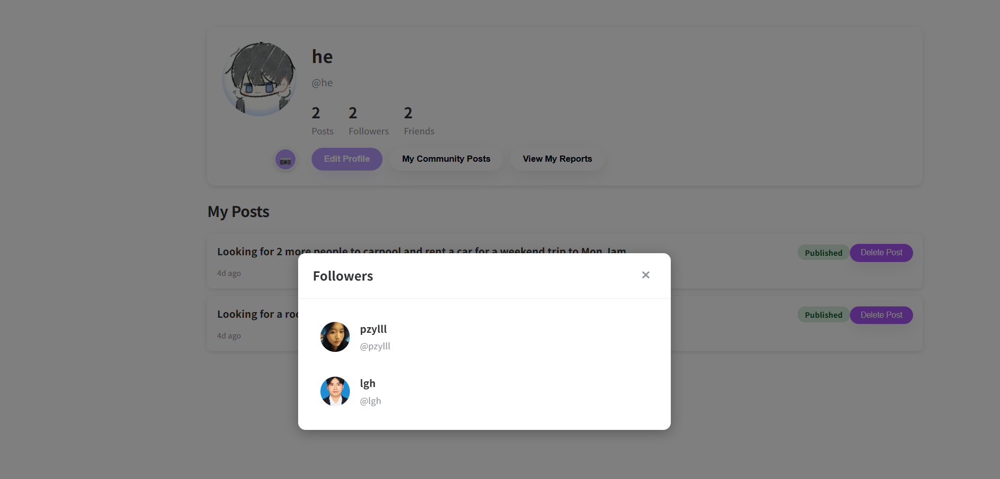 he
@he
2 2 2
Posts Followers Friends
Edit Profile My Community Posts View My Reports
My Posts
Looking for 2 more people to carpool and rent a car for a weekend trip to Mon Jam
Published Delete Post
4d ago
Looking for a
Published Delete Post
4d ago
Followers
pzylll
@pzylll
lgh
@lgh